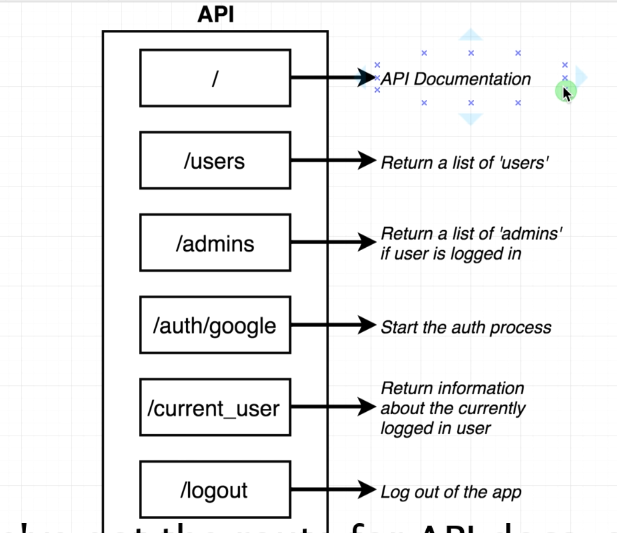 API
/
API Documentation
/users
Return a list of 'users'
/admins
Return a list of 'admins'
if user is logged in
/auth/google
Start the auth process
/current_user
Return information
about the currently
logged in user
/logout
Log out of the app